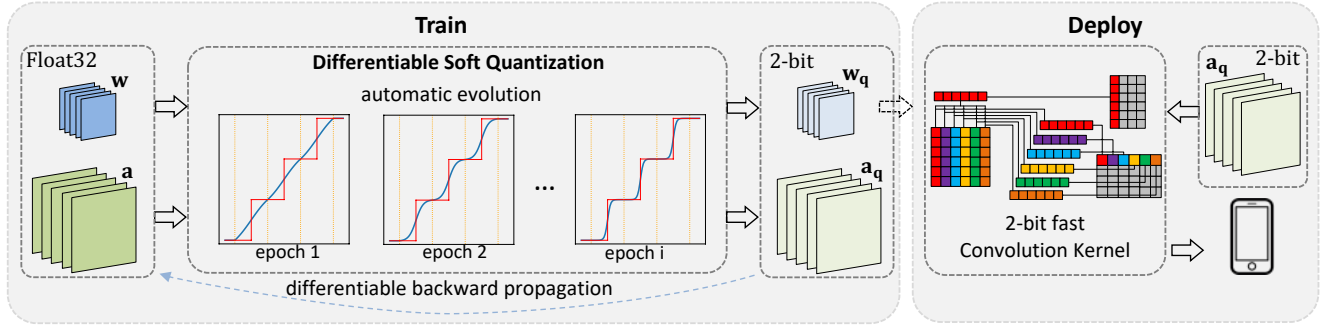 Train
Float32
w
a
Differentiable Soft Quantization
automatic evolution
epoch 1
epoch 2
...
epoch i
2-bit
w_q
a_q
differentiable backward propagation
Deploy
2-bit fast
Convolution Kernel
a_q
2-bit